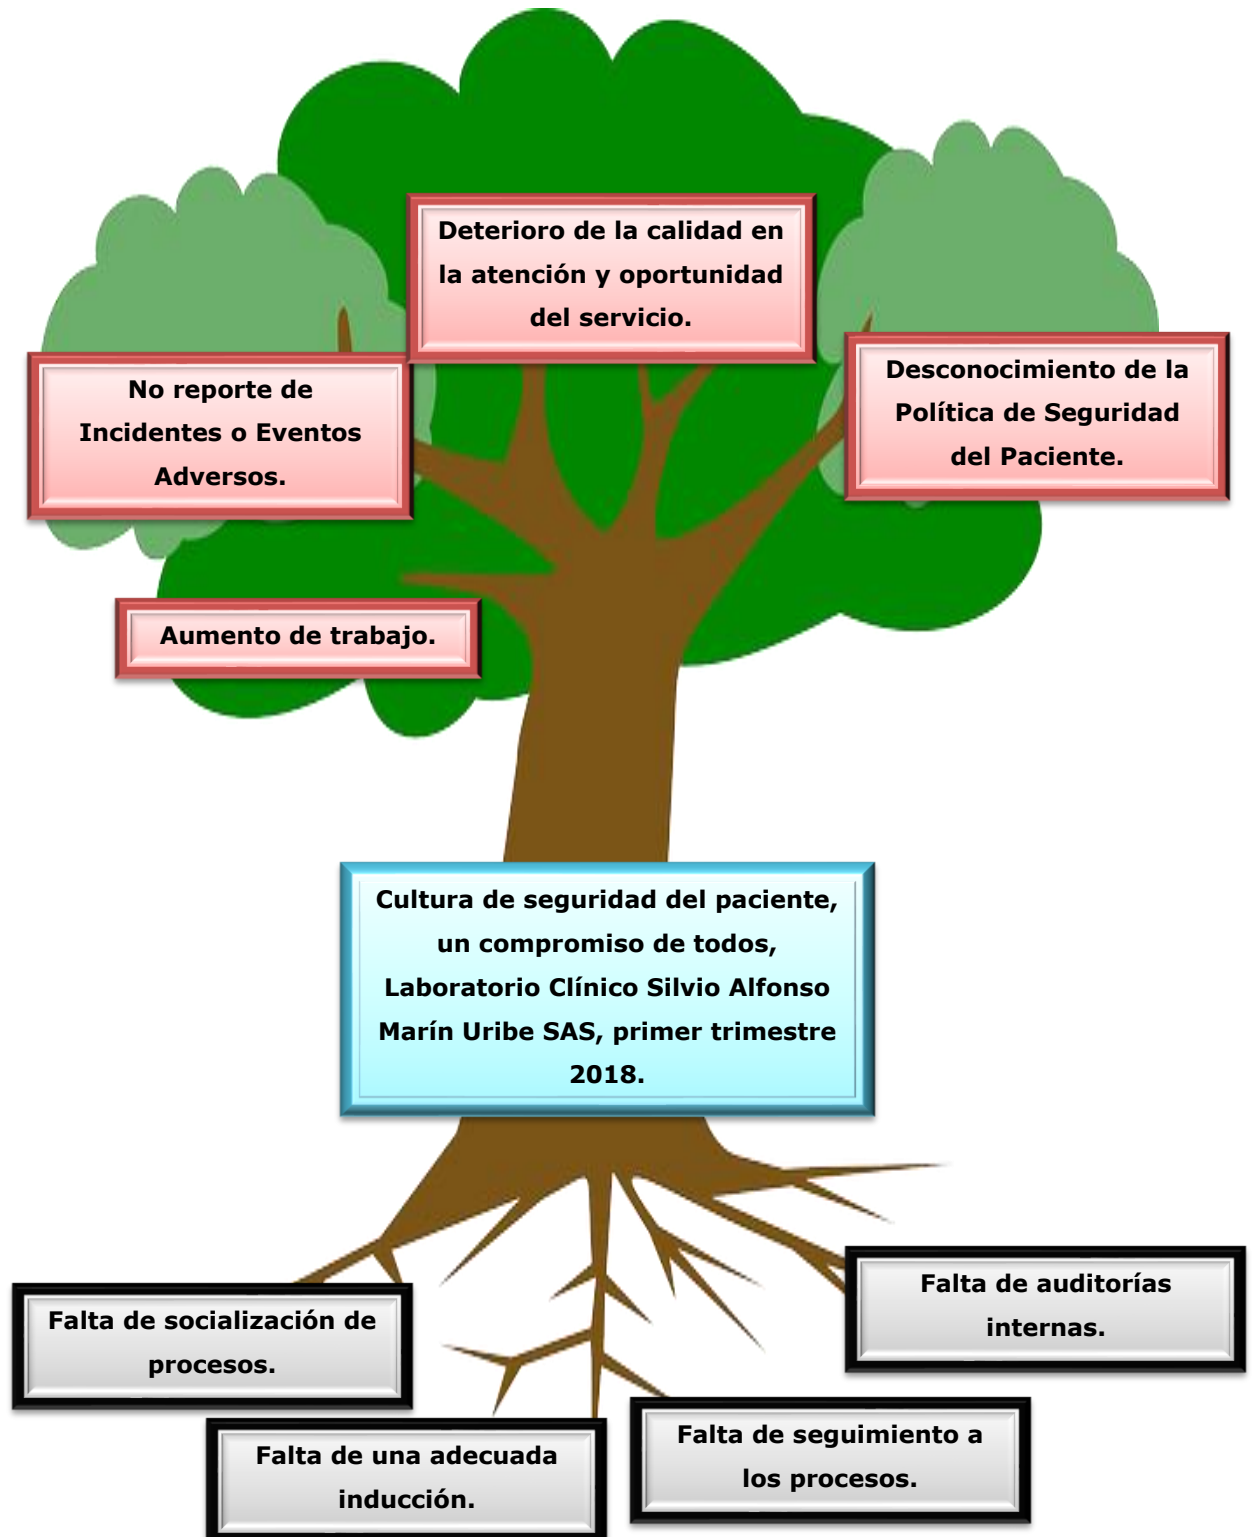 Deterioro de la calidad en
la atención y oportunidad
del servicio.
No reporte de
Incidentes o Eventos
Adversos.
Desconocimiento de la
Política de Seguridad
del Paciente.
Aumento de trabajo.
Cultura de seguridad del paciente,
un compromiso de todos,
Laboratorio Clínico Silvio Alfonso
Marín Uribe SAS, primer trimestre
2018.
Falta de socialización de
procesos.
Falta de una adecuada
inducción.
Falta de seguimiento a
los procesos.
Falta de auditorías
internas.